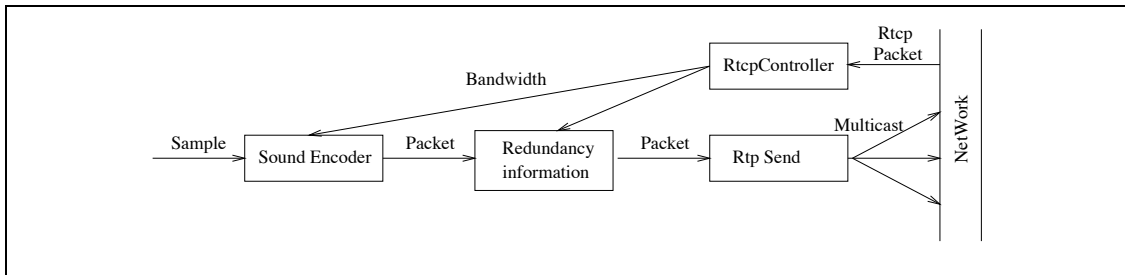 Rtcp
Packet
RtcpController
Bandwidth
Sample
Sound Encoder
Packet
Redundancy
information
Packet
Rtp Send
Multicast
NetWork